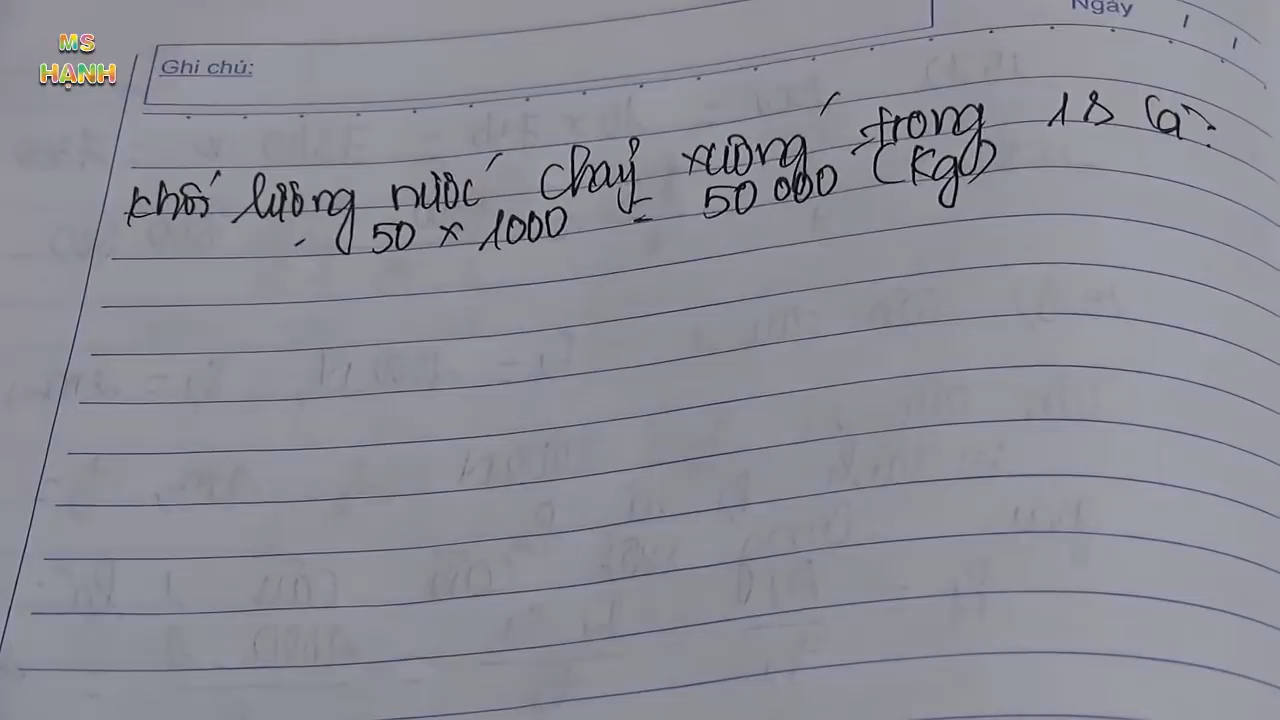 MS
HẠNH
Ghi chú:
Ngày
khối lượng nước chảy xuống trong 1s là:
50 x 1000 = 50 000 (kg)